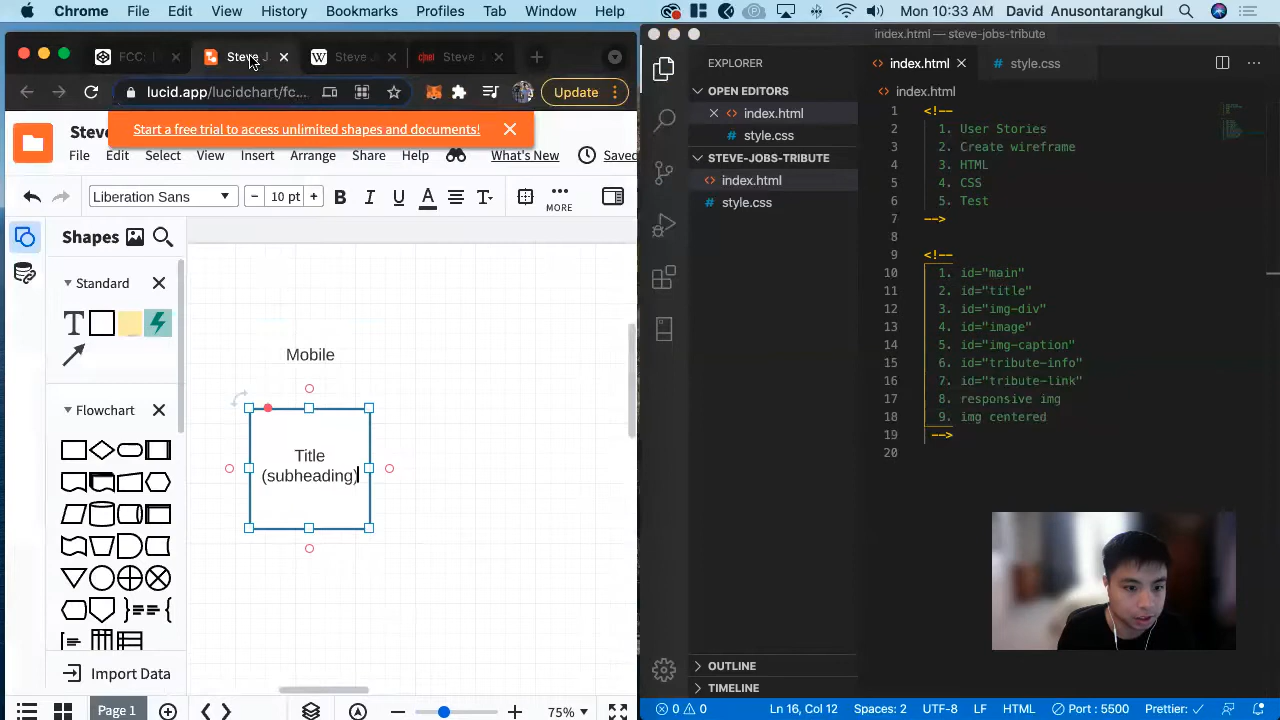 Chrome File Edit View History Bookmarks Profiles Tab Window Help
Mon 10:33 AM David Anusontarangkul
FCC:
Steve J
Steve J
Steve J
lucid.app/lucidchart/fc...
Update
Start a free trial to access unlimited shapes and documents!
Steve
File Edit Select View Insert Arrange Share Help What's New Saved
Liberation Sans
10 pt
B I U A T
MORE
Shapes
Standard
T
Flowchart
Import Data
Mobile
Title
(subheading)
Page 1
75%
index.html — steve-jobs-tribute
EXPLORER
OPEN EDITORS
index.html
style.css
STEVE-JOBS-TRIBUTE
index.html
style.css
OUTLINE
TIMELINE
index.html
style.css
index.html
1 <!--
2 1. User Stories
3 2. Create wireframe
4 3. HTML
5 4. CSS
6 5. Test
7 -->
8
9 <!--
10 1. id="main"
11 2. id="title"
12 3. id="img-div"
13 4. id="image"
14 5. id="img-caption"
15 6. id="tribute-info"
16 7. id="tribute-link"
17 8. responsive img
18 9. img centered
19 -->
20
0 0 Ln 16, Col 12 Spaces: 2 UTF-8 LF HTML Port : 5500 Prettier: